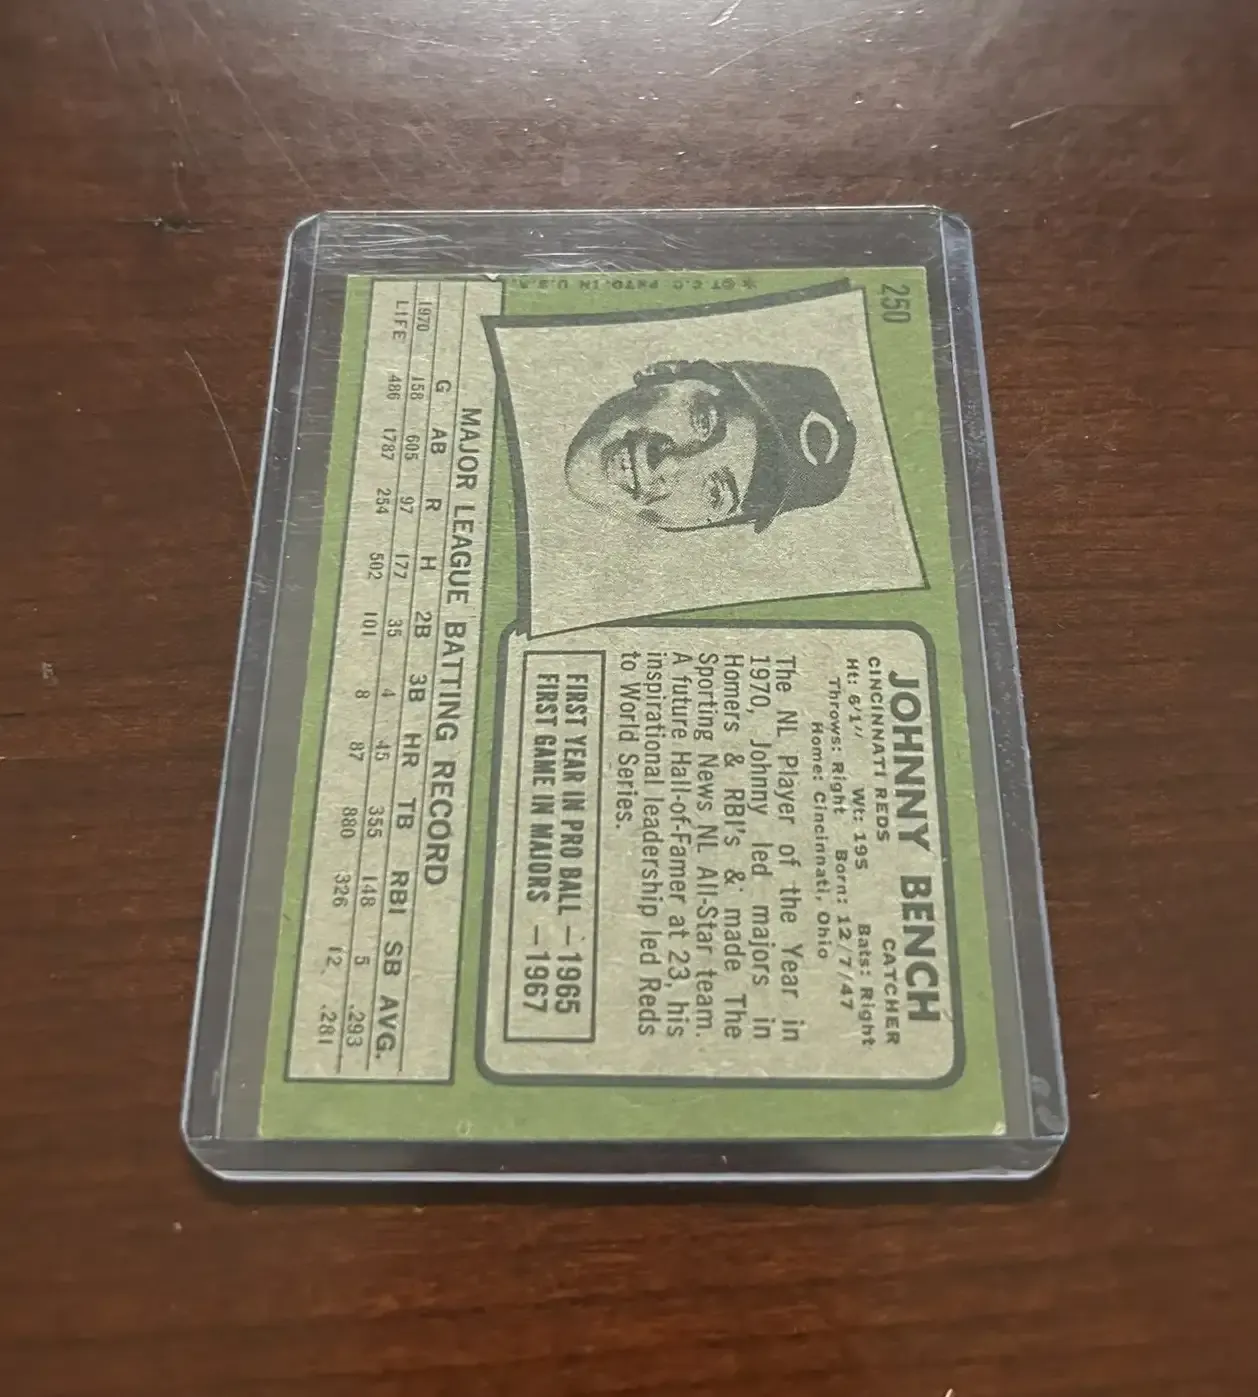 250
JOHNNY BENCH
CINCINNATI REDS CATCHER
Ht: 6'1" Wt: 195 Bats: Right
Throws: Right Born: 12/7/47
Home: Cincinnati, Ohio
The NL Player of the Year in
1970, Johnny led majors in
Homers & RBI's & made The
Sporting News NL All-Star team.
A future Hall-of-Famer at 23, his
inspirational leadership led Reds
to World Series.
FIRST YEAR IN PRO BALL — 1965
FIRST GAME IN MAJORS — 1967
C
*©T.C.G. PRTD. IN U.S.A.
MAJOR LEAGUE BATTING RECORD
G AB R H 2B 3B HR TB RBI SB AVG.
1970 158 605 97 177 35 4 45 355 148 5 .293
LIFE 486 1787 254 502 101 8 87 880 326 12 .281